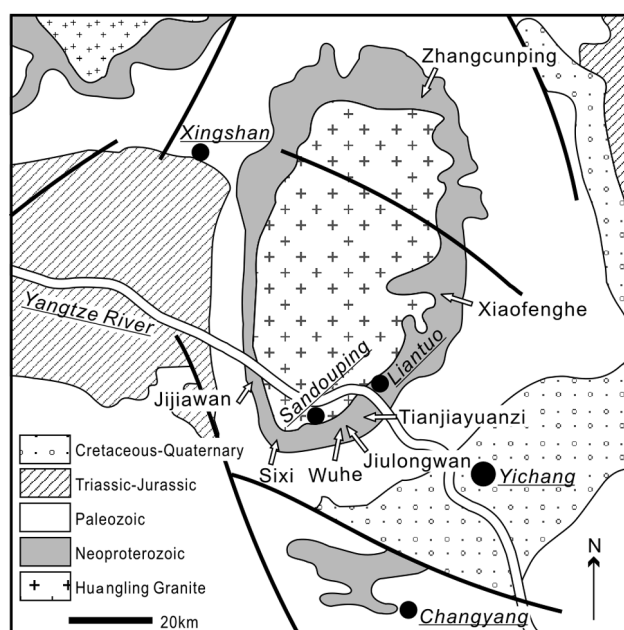 Zhangcunping
Xingshan
Xiaofenghe
Yangtze River
Sandouping
Liantuo
Jijiawan
Tianjiayuanzi
Sixi
Wuhe
Jiulongwan
Yichang
Cretaceous-Quaternary
Triassic-Jurassic
Paleozoic
Neoproterozoic
Huangling Granite
20km
Changyang
N